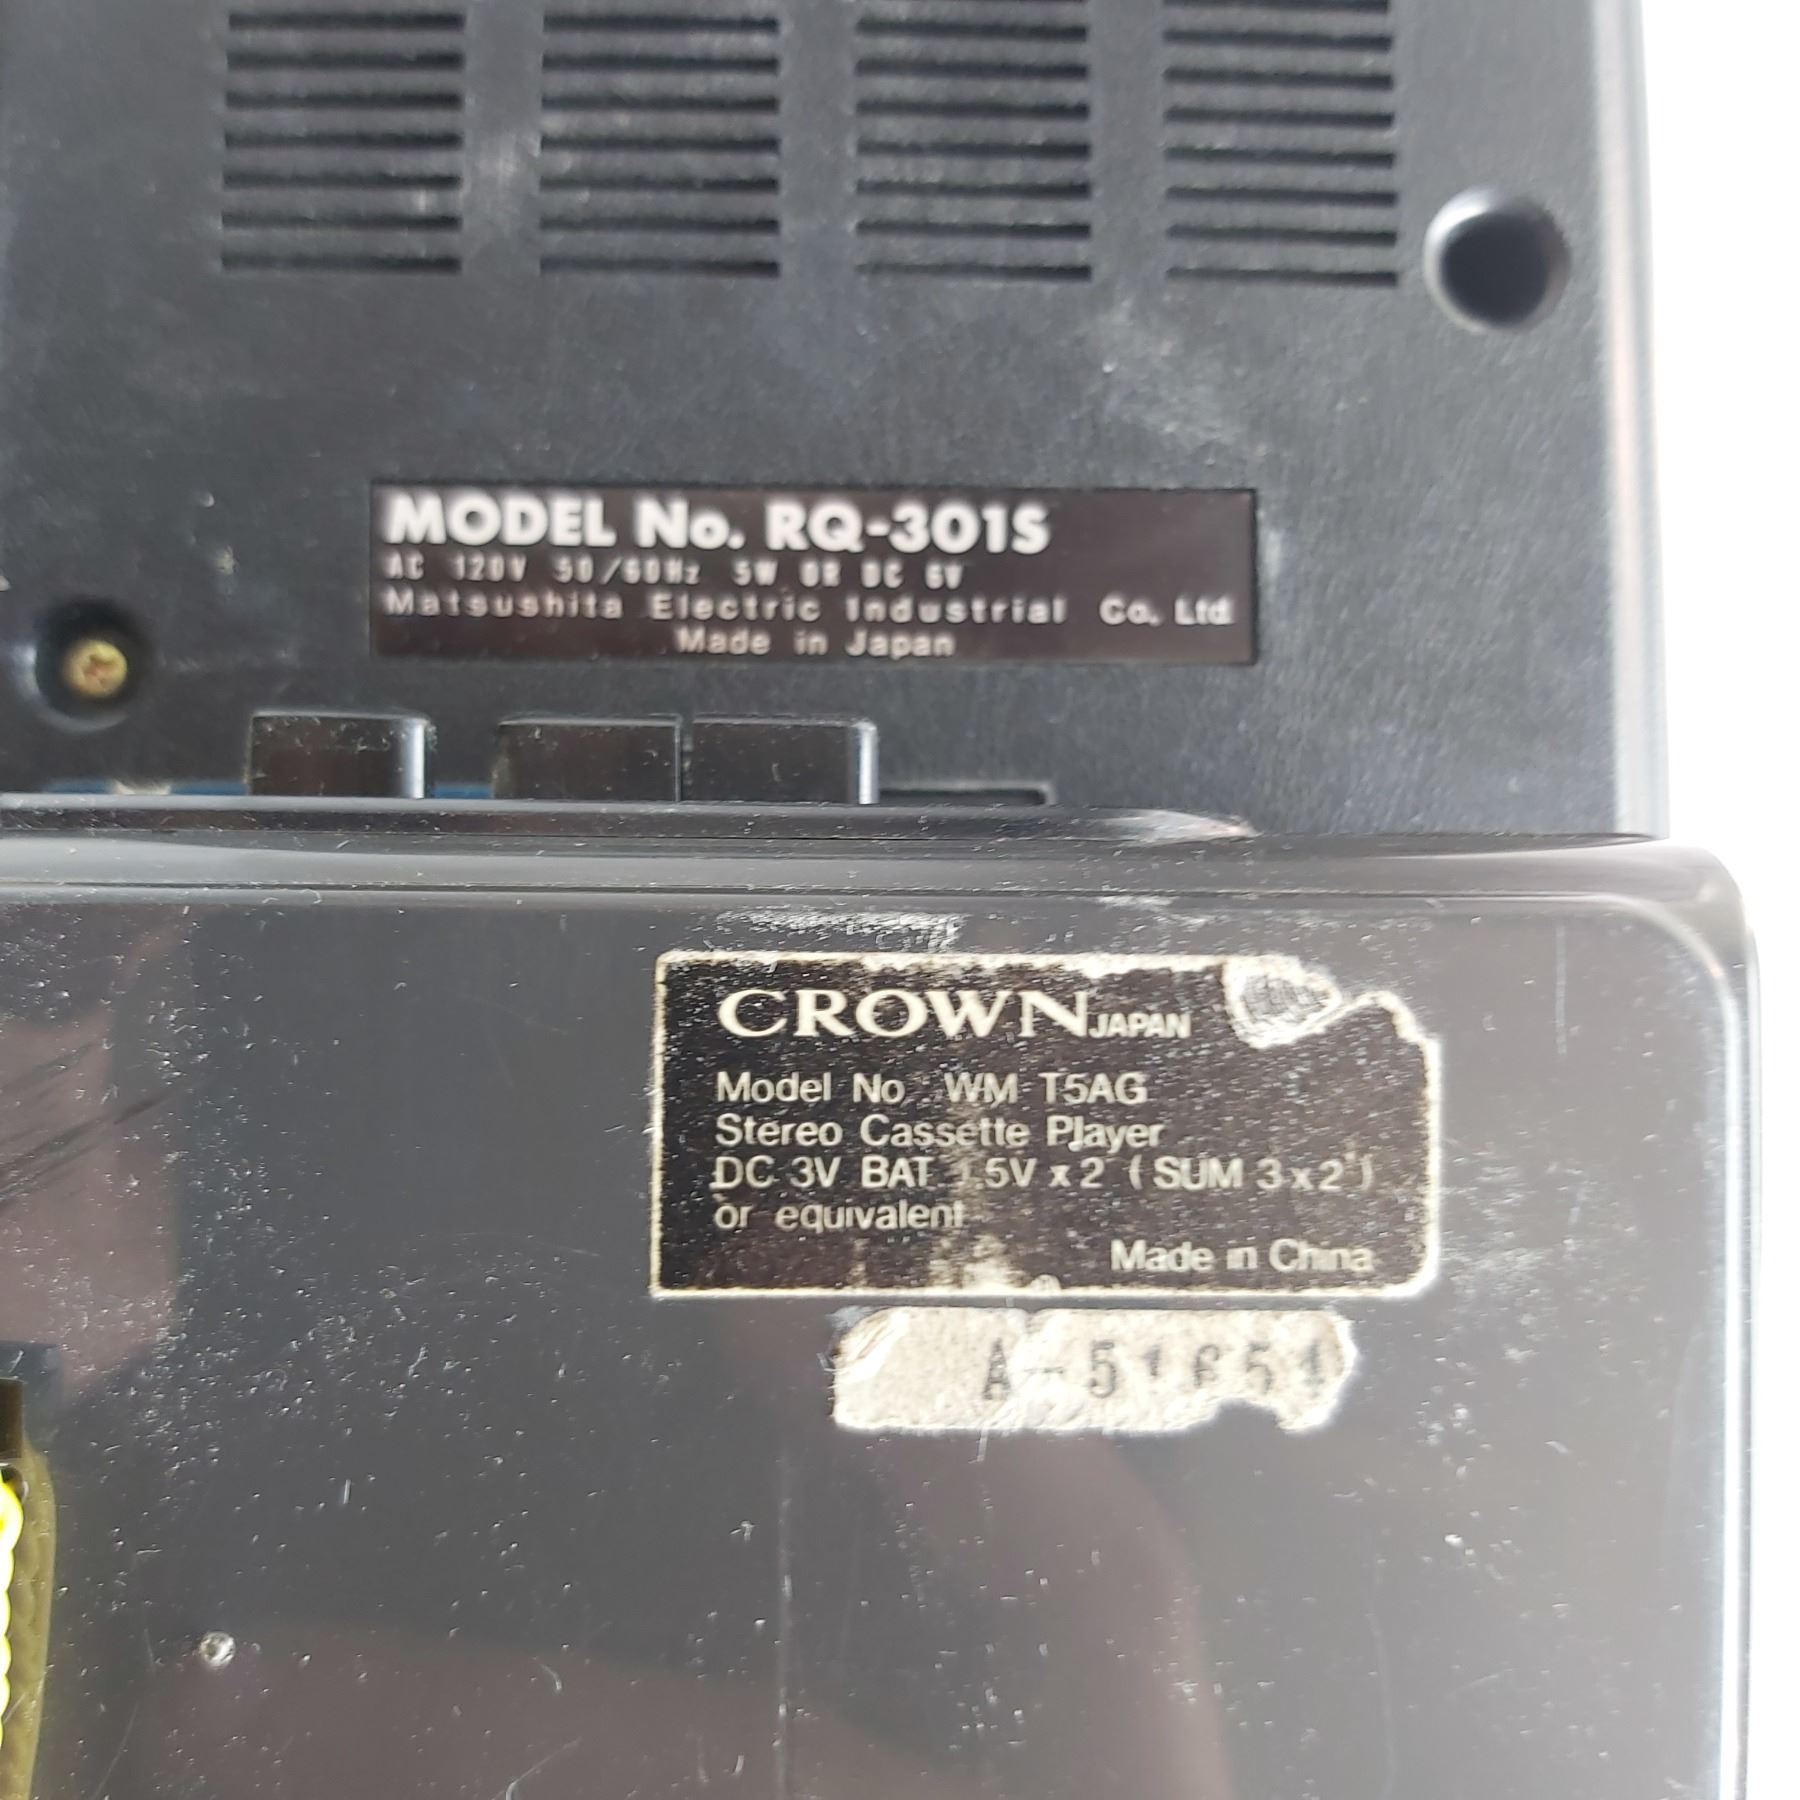 MODEL No. RQ-301S
AC 120V 50/60Hz 5W OR DC 6V
Matsushita Electric Industrial Co., Ltd.
Made in Japan
CROWN JAPAN
Model No. WM T5AG
Stereo Cassette Player
DC 3V BAT 1.5V x 2 (SUM 3 x 2)
or equivalent
Made in China
A-51651